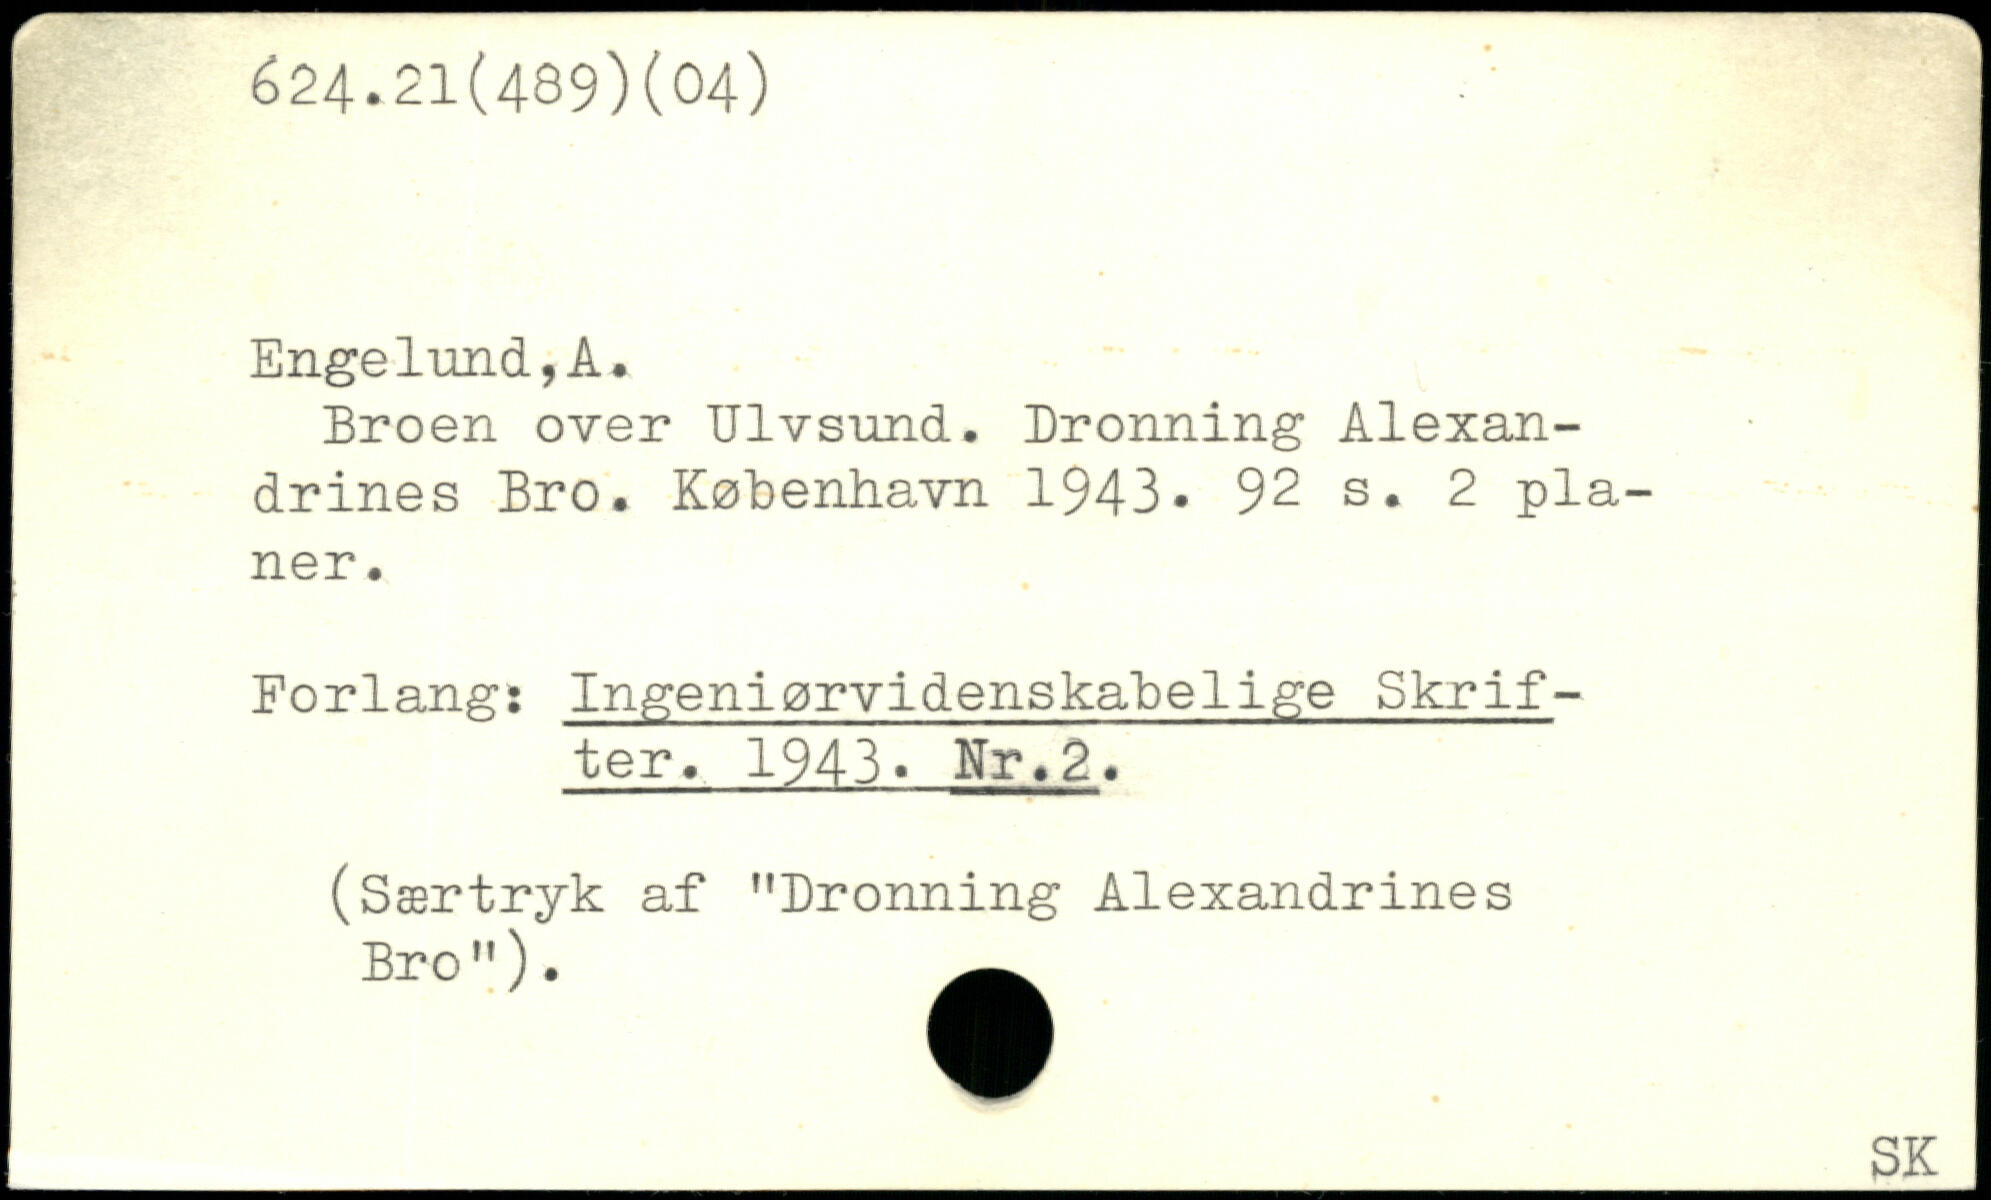 624.21(489)(04)
Engelund,A.
Broen over Ulvsund. Dronning Alexan-
drines Bro. København 1943. 92 s. 2 pla-
ner.
Forlang: Ingeniørvidenskabelige Skrif-
ter. 1943. Nr.2.
(Særtryk af "Dronning Alexandrines
Bro").
SK